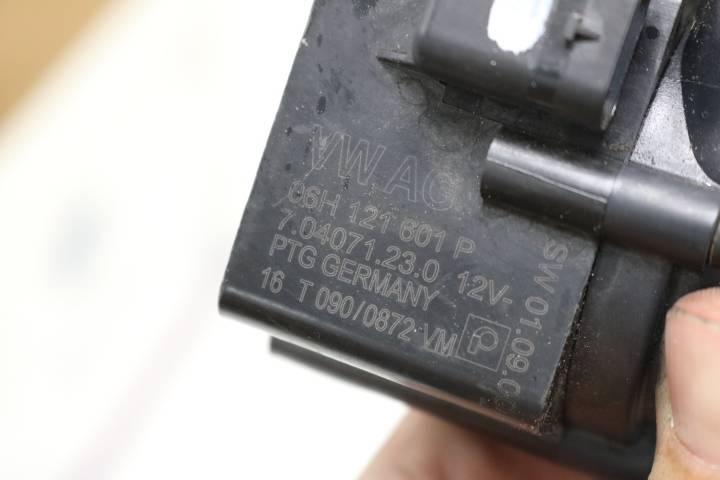 VW AG
06H 121 601 P
7.04071.23.0 12V-
PTG GERMANY
16 T 090/0872 VM
P
SW 01.09.